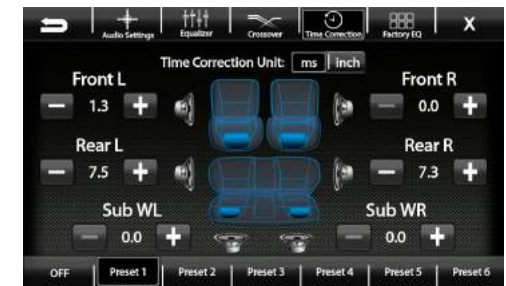 Audio Settings Equalizer Crossover Time Correction Factory EQ X
Time Correction Unit: ms inch
Front L Front R
− 1.3 + − 0.0 +
Rear L Rear R
− 7.5 + − 7.3 +
Sub WL Sub WR
− 0.0 + − 0.0 +
OFF Preset 1 Preset 2 Preset 3 Preset 4 Preset 5 Preset 6